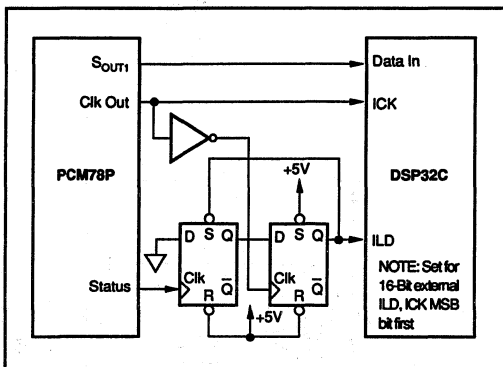 S_OUT1
Data In
Clk Out
ICK
PCM78P
+5V
DSP32C
D S Q
D S Q
ILD
Clk
Clk
Status
R Q̅
R Q̅
+5V
NOTE: Set for
16-Bit external
ILD, ICK MSB
bit first